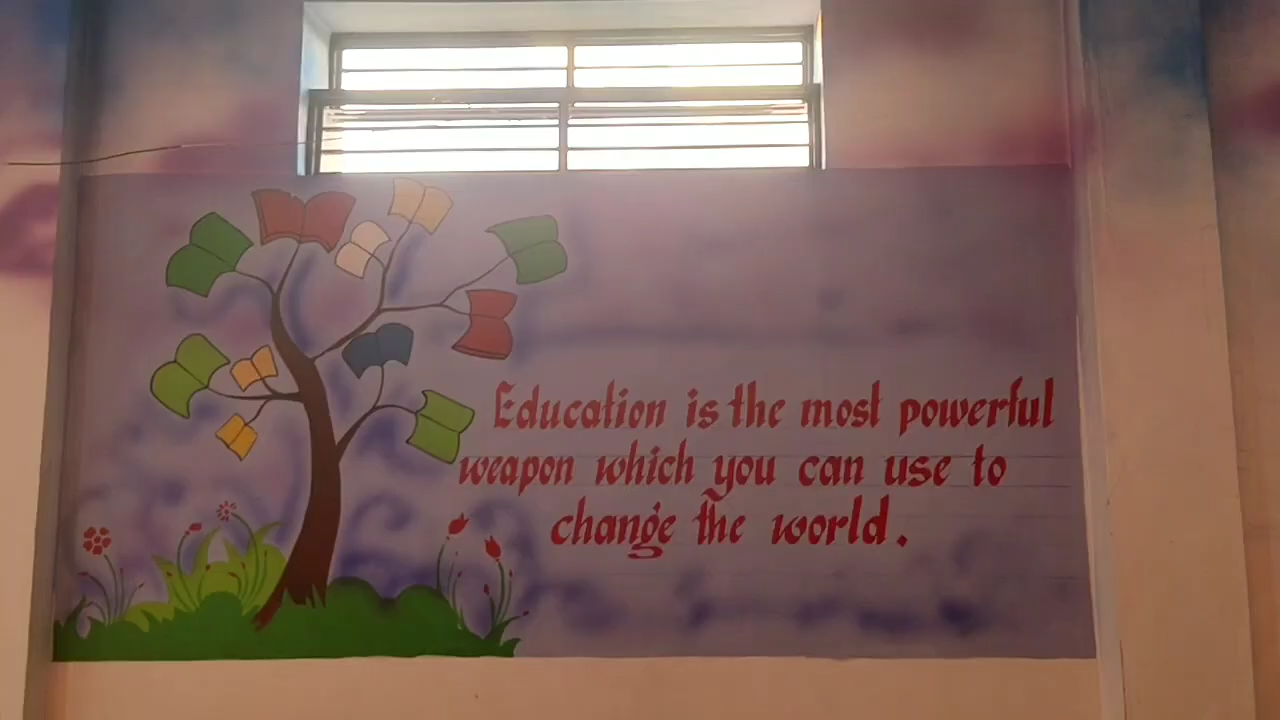 Education is the most powerful
weapon which you can use to
change the world.